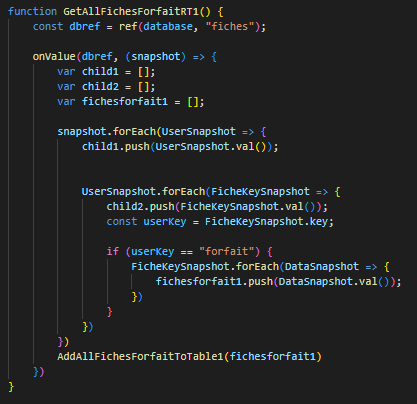 function GetAllFichesForfaitRT1() {
    const dbref = ref(database, "fiches");

    onValue(dbref, (snapshot) => {
        var child1 = [];
        var child2 = [];
        var fichesforfait1 = [];

        snapshot.forEach(UserSnapshot => {
            child1.push(UserSnapshot.val());


            UserSnapshot.forEach(FicheKeySnapshot => {
                child2.push(FicheKeySnapshot.val());
                const userKey = FicheKeySnapshot.key;

                if (userKey == "forfait") {
                    FicheKeySnapshot.forEach(DataSnapshot => {
                        fichesforfait1.push(DataSnapshot.val());
                    })
                }
            })
        })
        AddAllFichesForfaitToTable1(fichesforfait1)
    })
}